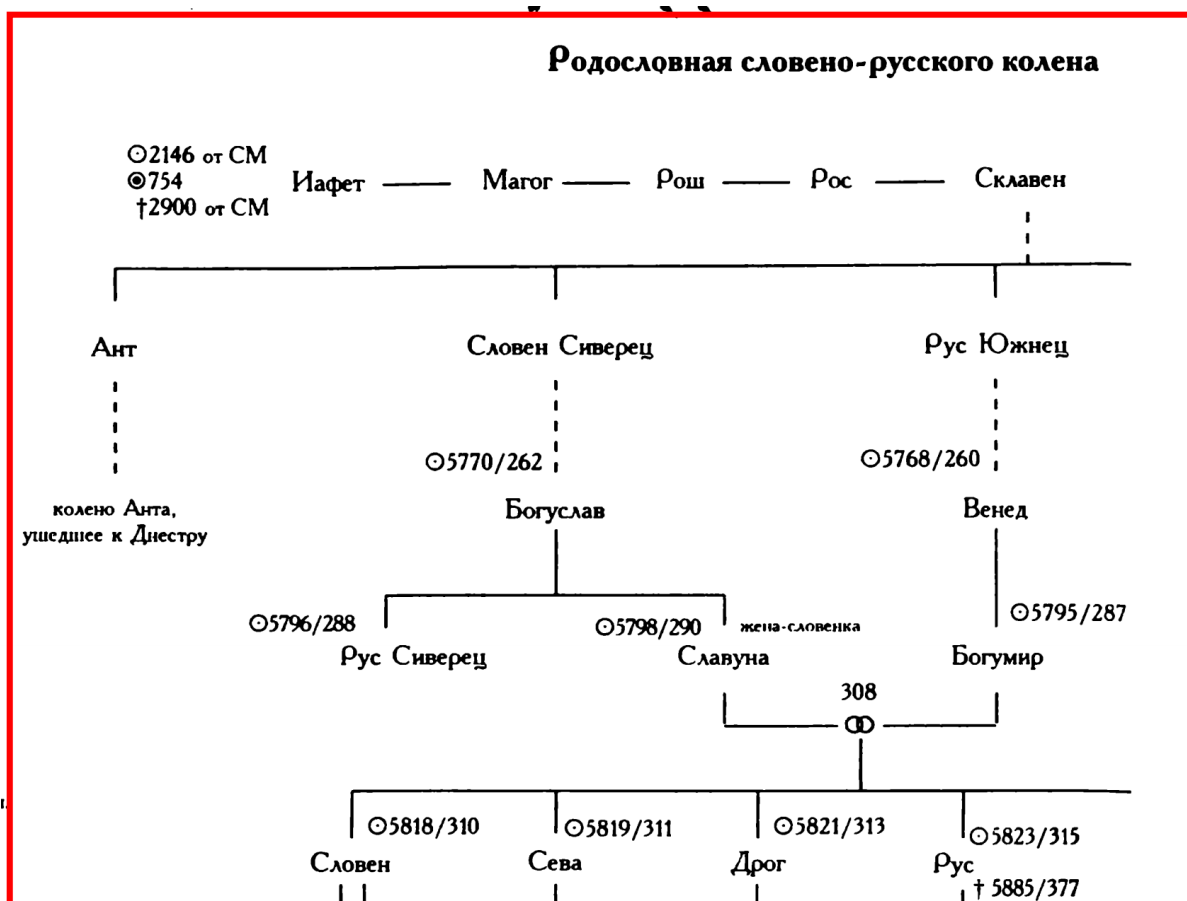 Родословная словено-русского колена
⊙2146 от СМ
◉754
†2900 от СМ
Иафет
Магог
Рош
Рос
Склавен
Ант
Словен Сиверец
Рус Южнец
⊙5770/262
⊙5768/260
колено Анта,
ушедшее к Днестру
Богуслав
Венед
⊙5796/288
⊙5798/290
жена-словенка
⊙5795/287
Рус Сиверец
Славуна
Богумир
308
⊙5818/310
⊙5819/311
⊙5821/313
⊙5823/315
Словен
Сева
Дрог
Рус
† 5885/377